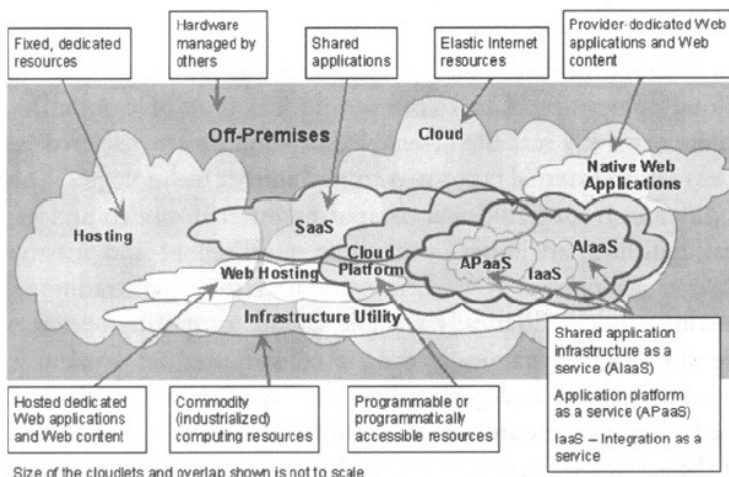 Fixed, dedicated
resources
Hardware
managed by
others
Shared
applications
Elastic Internet
resources
Provider-dedicated Web
applications and Web
content
Off-Premises
Cloud
Native Web
Applications
SaaS
Hosting
Cloud
Platform
AIaaS
APaaS
IaaS
Web Hosting
Infrastructure Utility
Hosted dedicated
Web applications
and Web content
Commodity
(industrialized)
computing resources
Programmable or
programmatically
accessible resources
Shared application
infrastructure as a
service (AIaaS)
Application platform
as a service (APaaS)
IaaS – Integration as a
service
Size of the cloudlets and overlap shown is not to scale